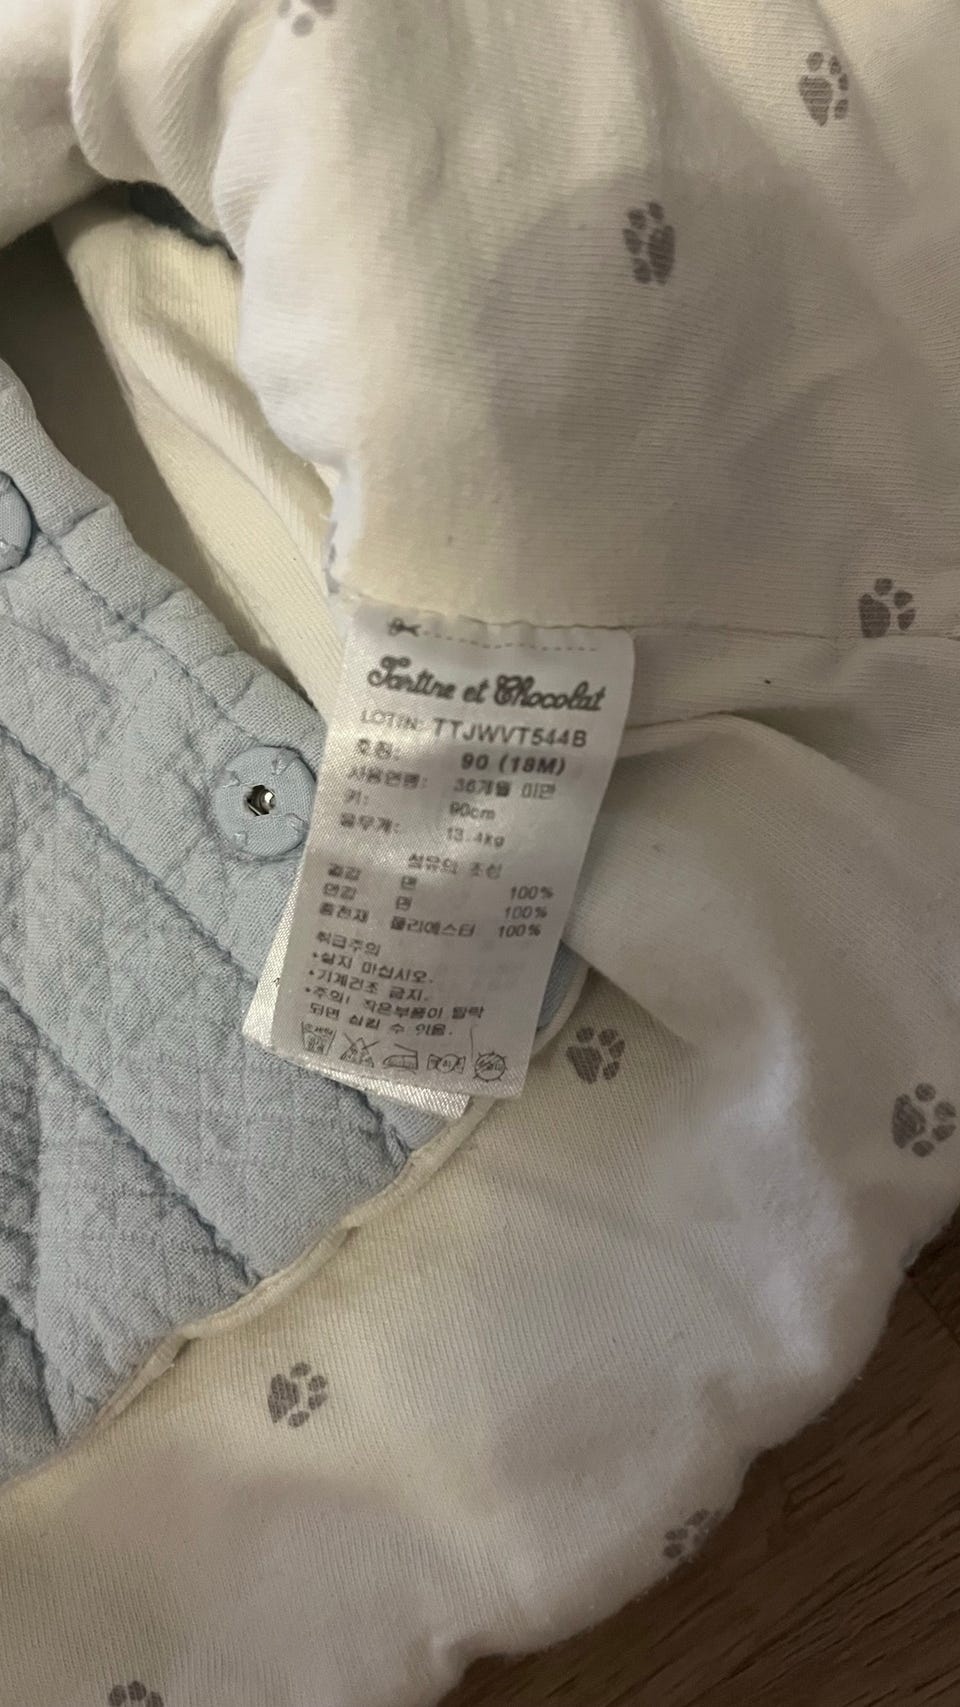 Tartine et Chocolat
LOT/N: TTJWVT544B
호칭: 90 (18M)
사용연령: 36개월 미만
키: 90cm
몸무게: 13.4kg
섬유의 조성
겉감 면 100%
안감 면 100%
충전재 폴리에스터 100%
취급주의
•삶지 마십시오.
•기계건조 금지.
•주의! 작은부품이 탈락
되면 삼킬 수 있음.